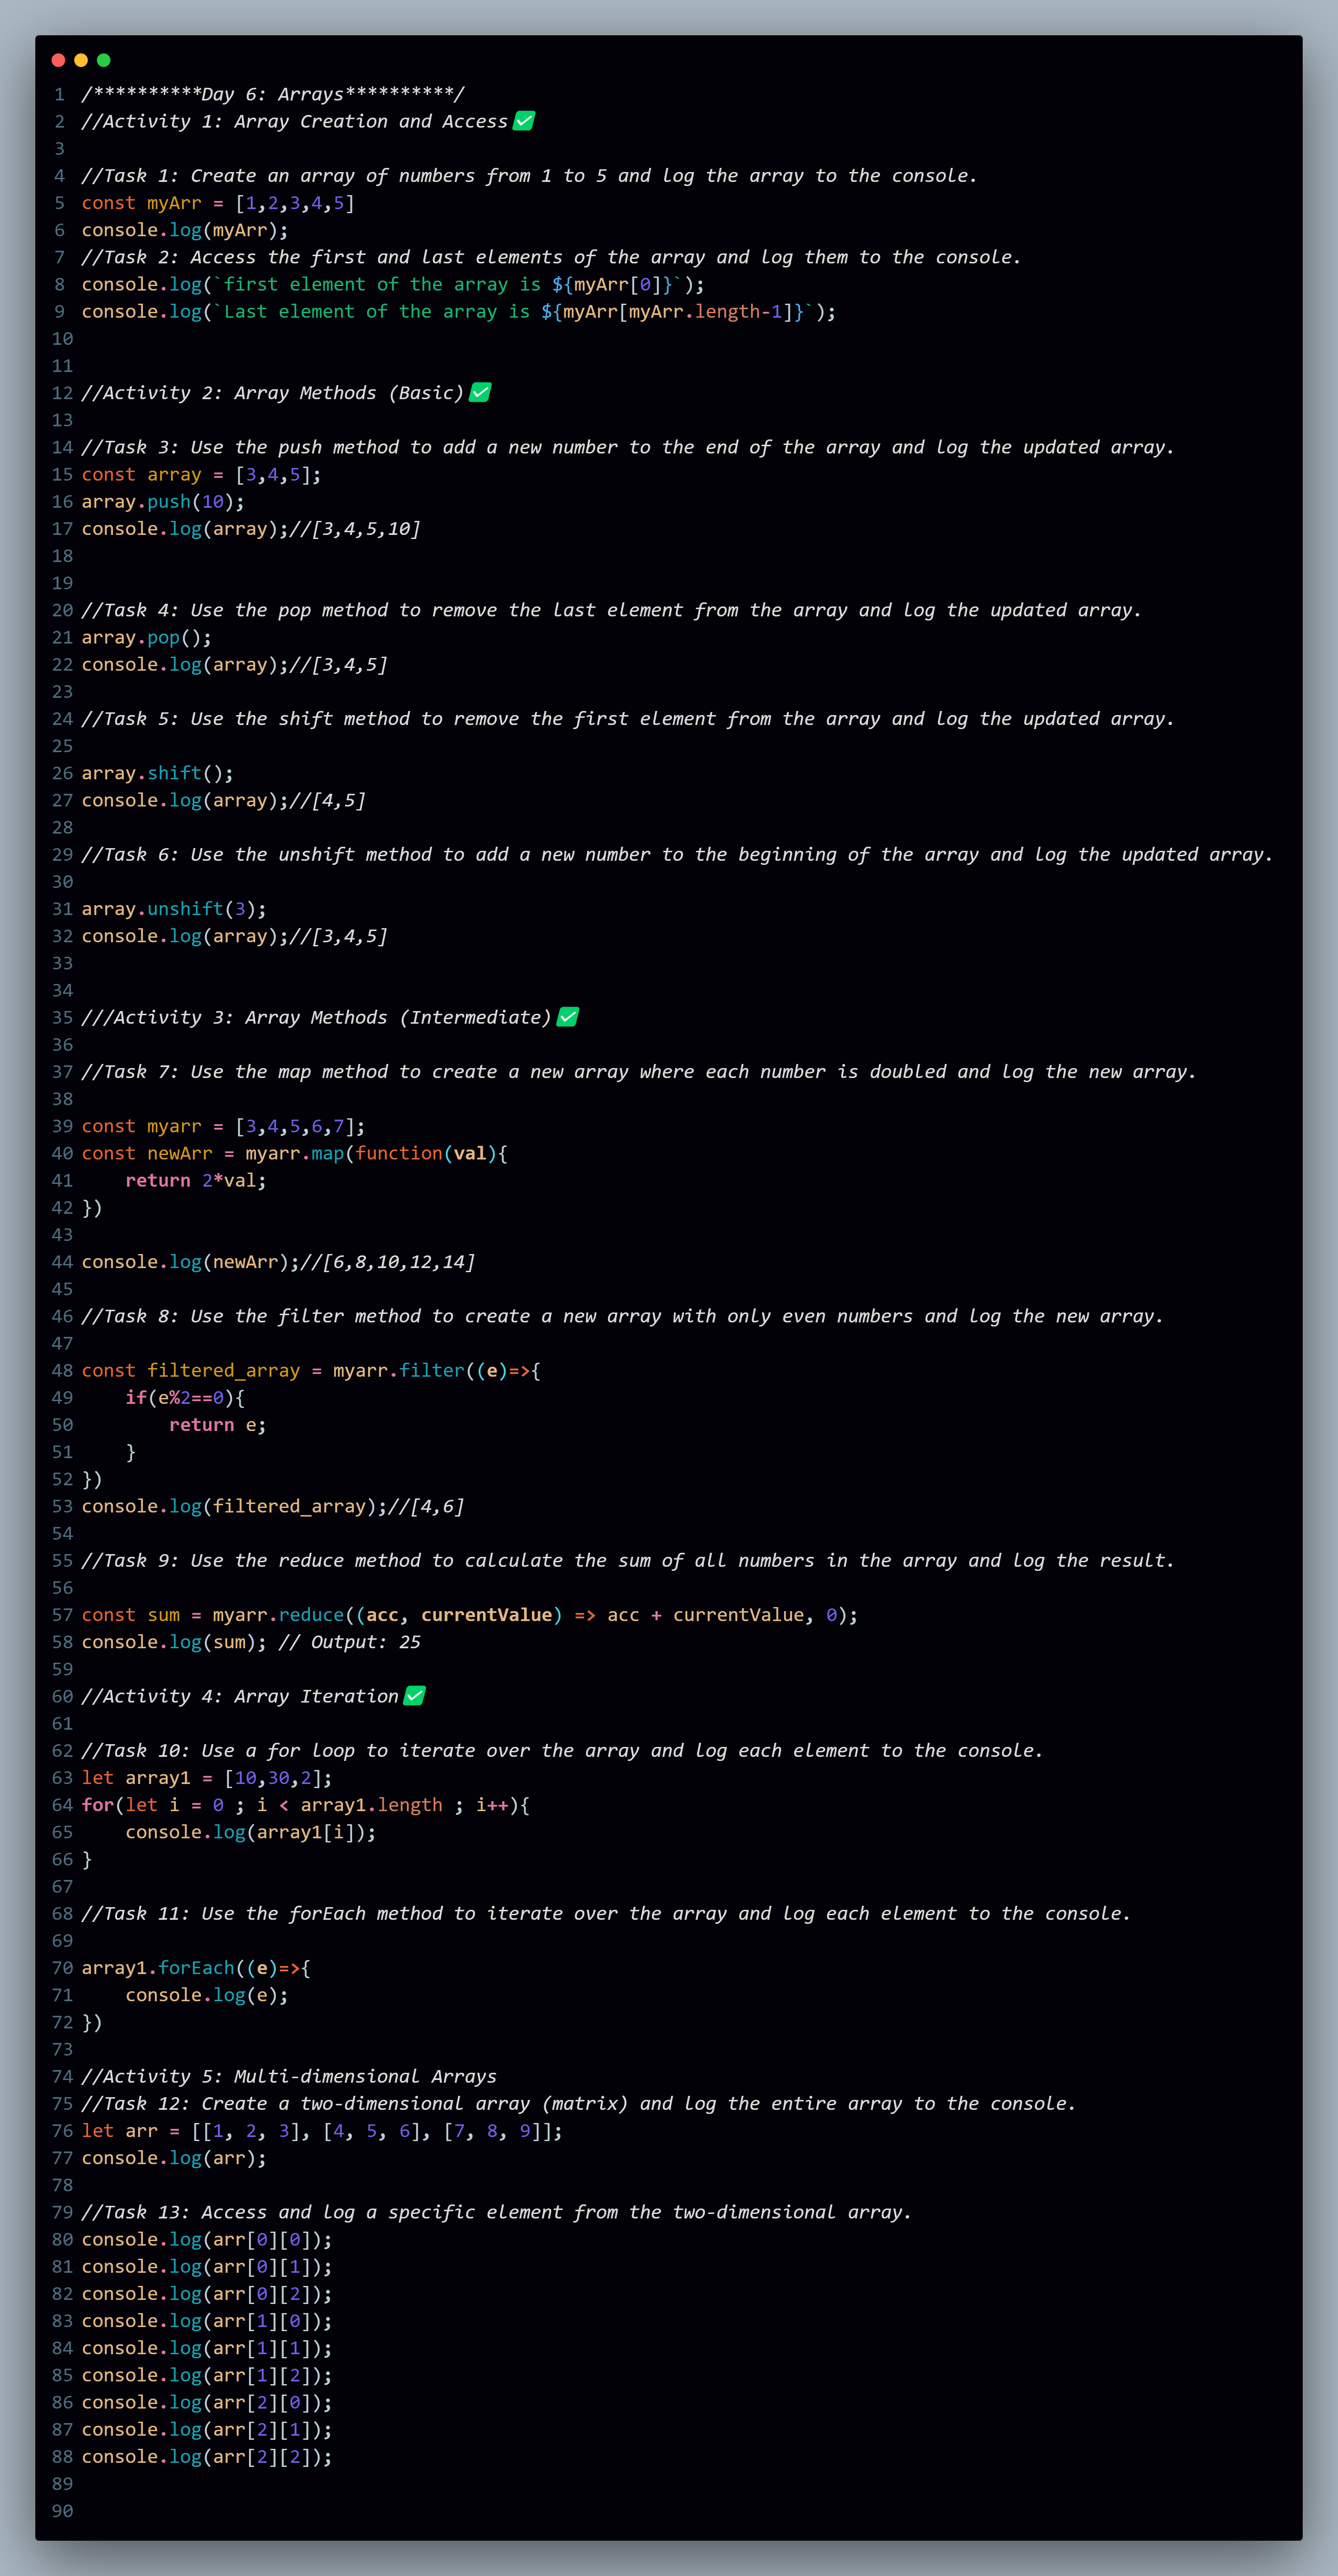 1 /**********Day 6: Arrays**********/
2 //Activity 1: Array Creation and Access✅
3
4 //Task 1: Create an array of numbers from 1 to 5 and log the array to the console.
5 const myArr = [1,2,3,4,5]
6 console.log(myArr);
7 //Task 2: Access the first and last elements of the array and log them to the console.
8 console.log(`first element of the array is ${myArr[0]}`);
9 console.log(`Last element of the array is ${myArr[myArr.length-1]}`);
10
11
12 //Activity 2: Array Methods (Basic)✅
13
14 //Task 3: Use the push method to add a new number to the end of the array and log the updated array.
15 const array = [3,4,5];
16 array.push(10);
17 console.log(array);//[3,4,5,10]
18
19
20 //Task 4: Use the pop method to remove the last element from the array and log the updated array.
21 array.pop();
22 console.log(array);//[3,4,5]
23
24 //Task 5: Use the shift method to remove the first element from the array and log the updated array.
25
26 array.shift();
27 console.log(array);//[4,5]
28
29 //Task 6: Use the unshift method to add a new number to the beginning of the array and log the updated array.
30
31 array.unshift(3);
32 console.log(array);//[3,4,5]
33
34
35 ///Activity 3: Array Methods (Intermediate)✅
36
37 //Task 7: Use the map method to create a new array where each number is doubled and log the new array.
38
39 const myarr = [3,4,5,6,7];
40 const newArr = myarr.map(function(val){
41     return 2*val;
42 })
43
44 console.log(newArr);//[6,8,10,12,14]
45
46 //Task 8: Use the filter method to create a new array with only even numbers and log the new array.
47
48 const filtered_array = myarr.filter((e)=>{
49     if(e%2==0){
50         return e;
51     }
52 })
53 console.log(filtered_array);//[4,6]
54
55 //Task 9: Use the reduce method to calculate the sum of all numbers in the array and log the result.
56
57 const sum = myarr.reduce((acc, currentValue) => acc + currentValue, 0);
58 console.log(sum); // Output: 25
59
60 //Activity 4: Array Iteration✅
61
62 //Task 10: Use a for loop to iterate over the array and log each element to the console.
63 let array1 = [10,30,2];
64 for(let i = 0 ; i < array1.length ; i++){
65     console.log(array1[i]);
66 }
67
68 //Task 11: Use the forEach method to iterate over the array and log each element to the console.
69
70 array1.forEach((e)=>{
71     console.log(e);
72 })
73
74 //Activity 5: Multi-dimensional Arrays
75 //Task 12: Create a two-dimensional array (matrix) and log the entire array to the console.
76 let arr = [[1, 2, 3], [4, 5, 6], [7, 8, 9]];
77 console.log(arr);
78
79 //Task 13: Access and log a specific element from the two-dimensional array.
80 console.log(arr[0][0]);
81 console.log(arr[0][1]);
82 console.log(arr[0][2]);
83 console.log(arr[1][0]);
84 console.log(arr[1][1]);
85 console.log(arr[1][2]);
86 console.log(arr[2][0]);
87 console.log(arr[2][1]);
88 console.log(arr[2][2]);
89
90